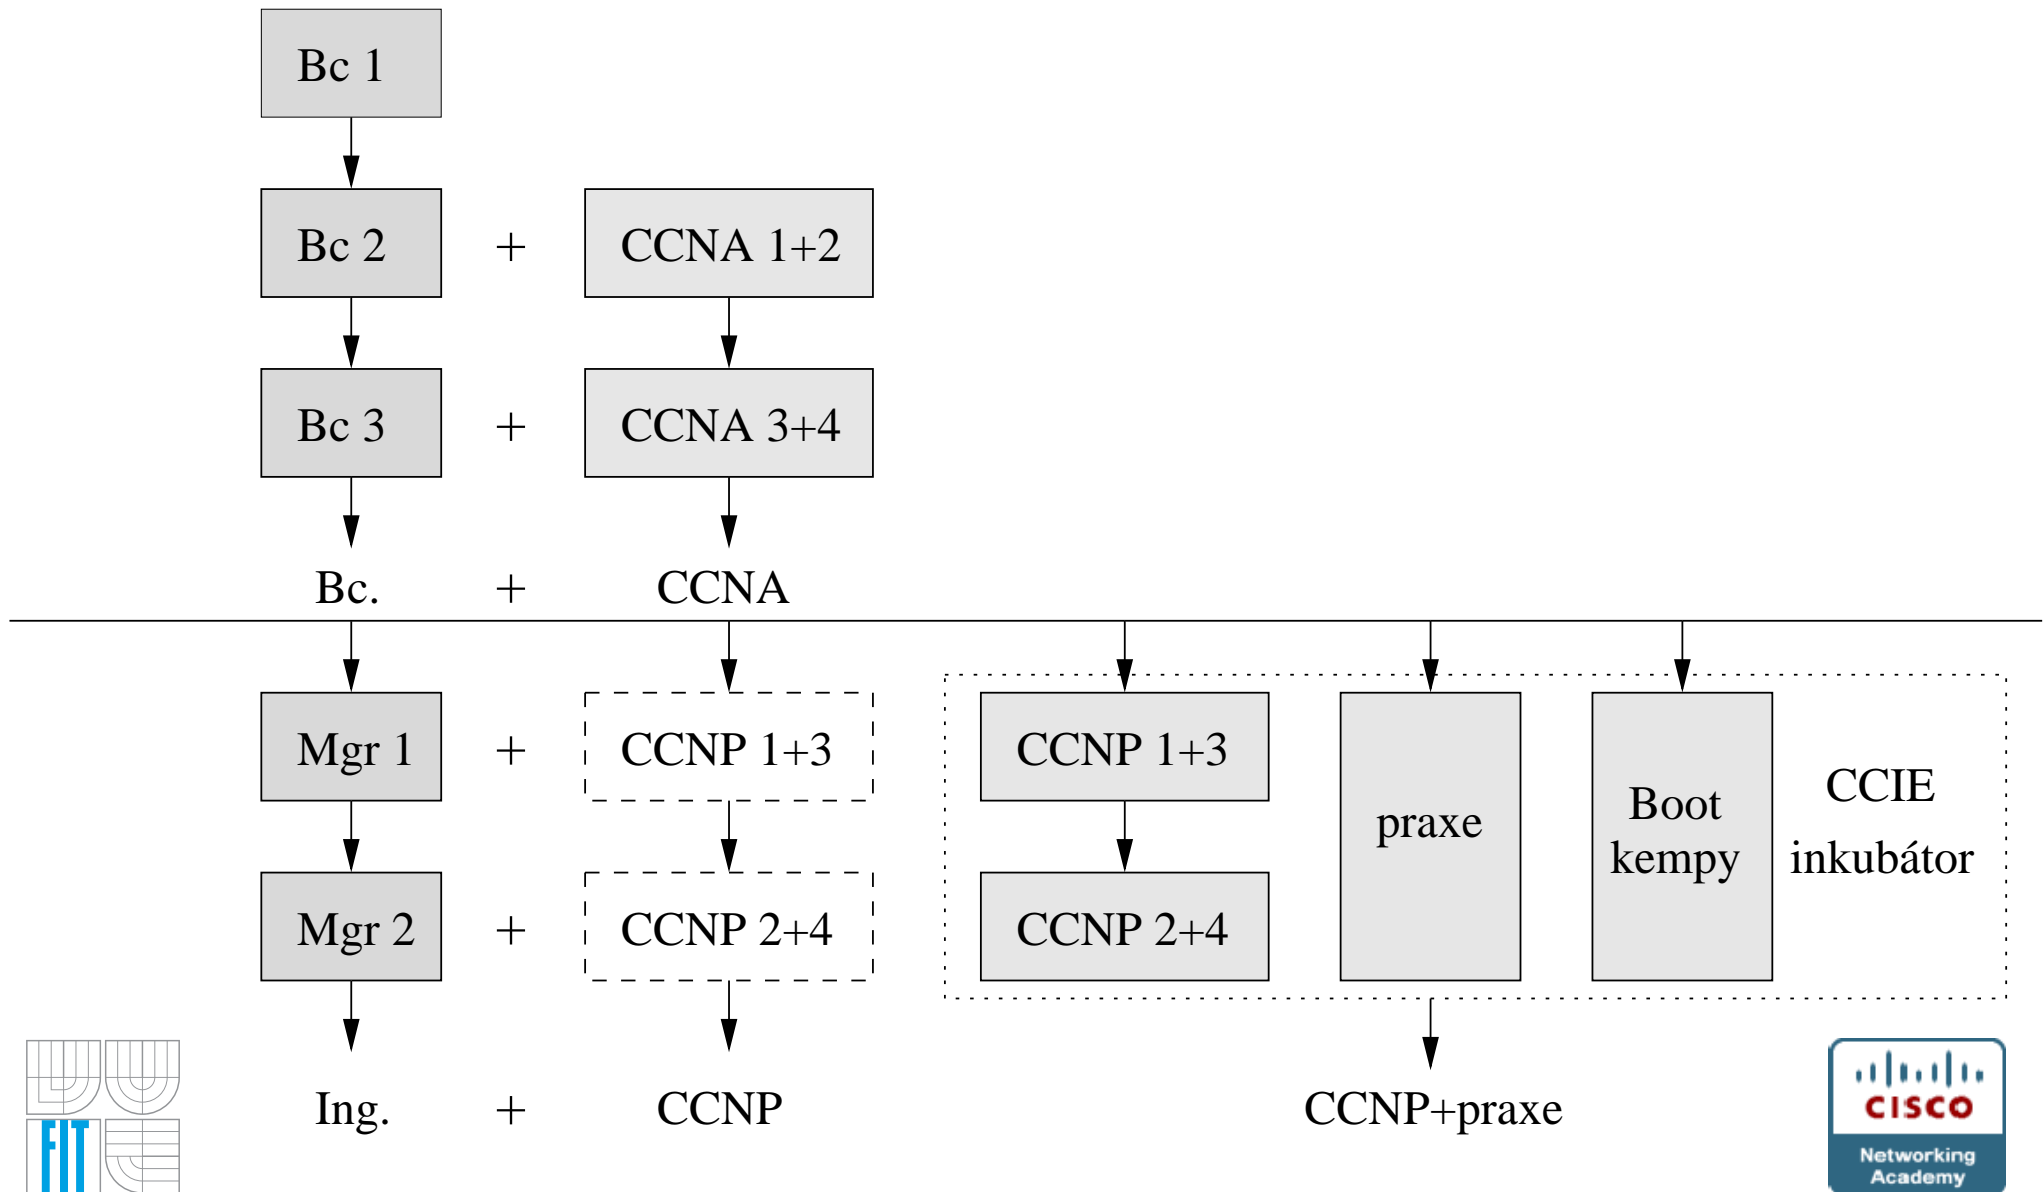 Bc 1
Bc 2 + CCNA 1+2
Bc 3 + CCNA 3+4
Bc. + CCNA
Mgr 1 + CCNP 1+3
Mgr 2 + CCNP 2+4
Ing. + CCNP
CCNP 1+3
CCNP 2+4
praxe
Boot
kempy
CCIE
inkubátor
CCNP+praxe
FIT
CISCO
Networking
Academy